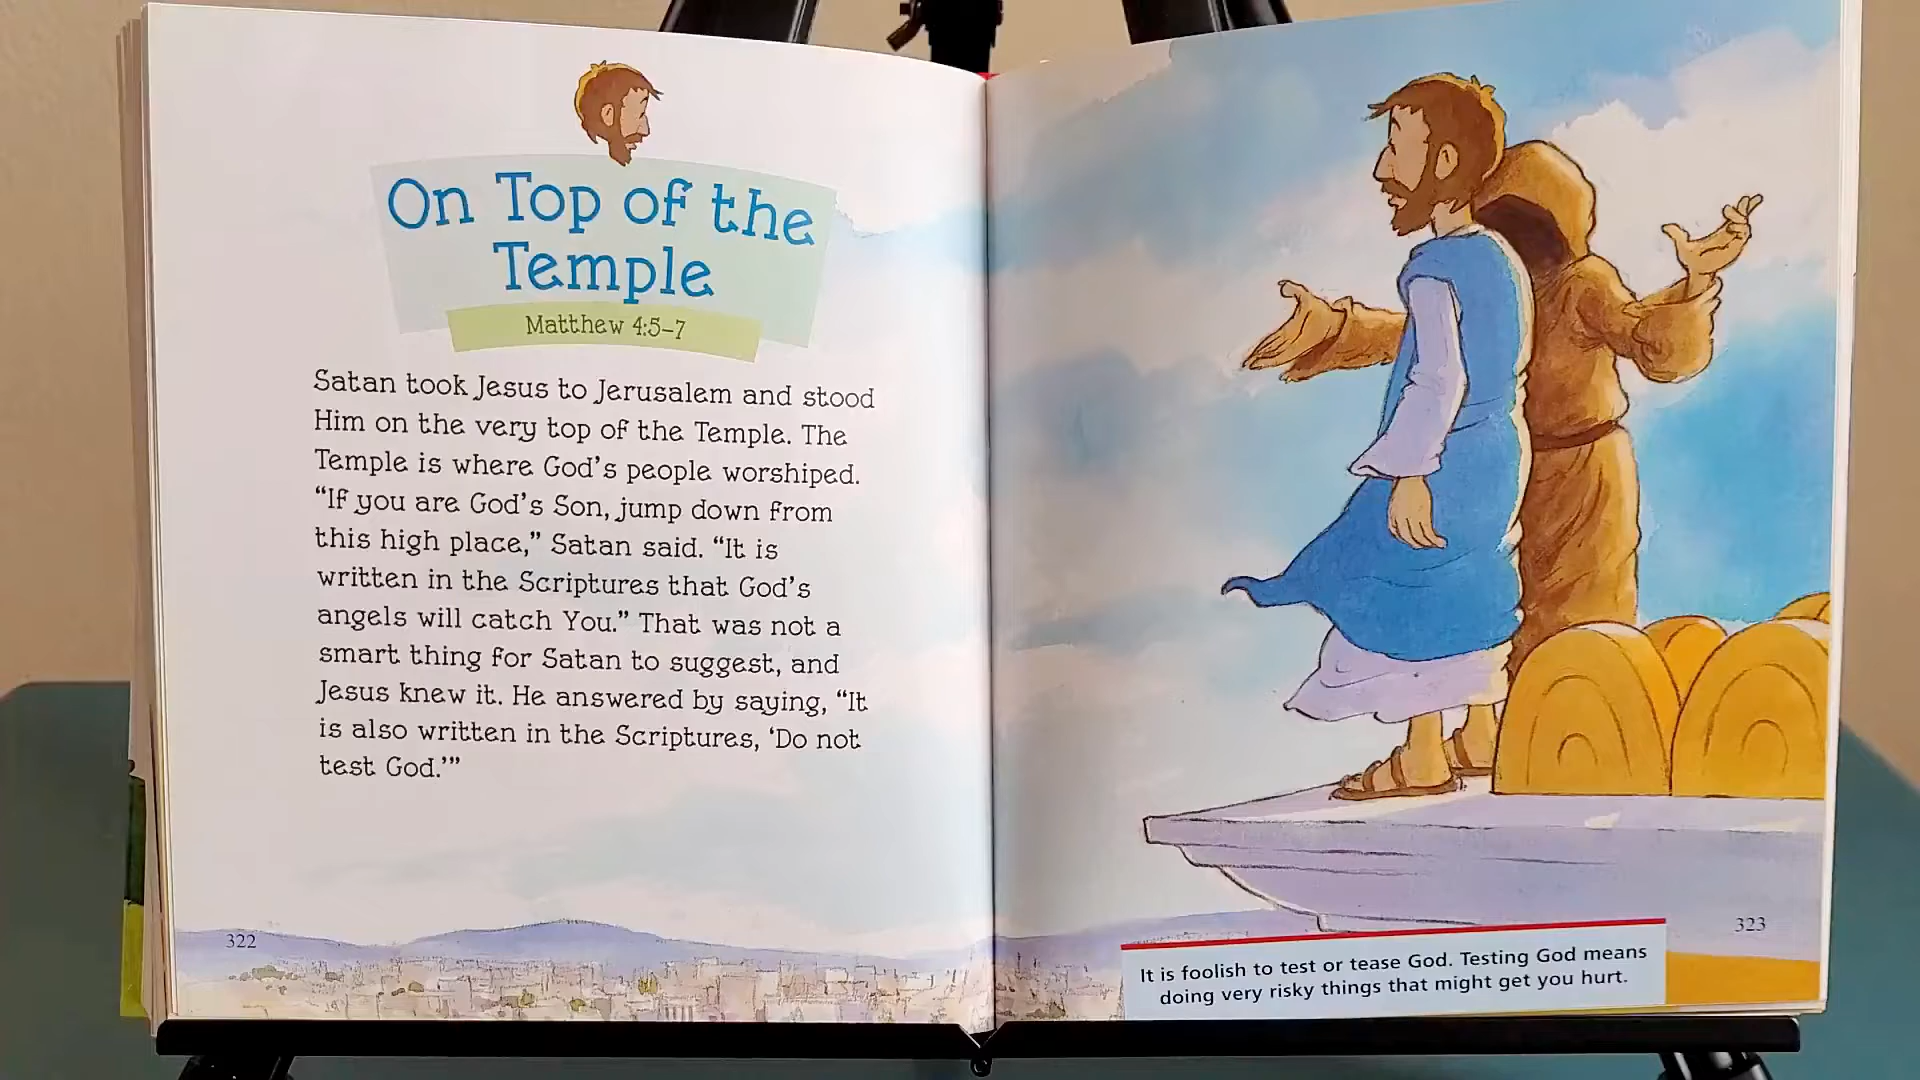 On Top of the
Temple
Matthew 4:5–7
Satan took Jesus to Jerusalem and stood
Him on the very top of the Temple. The
Temple is where God’s people worshiped.
“If you are God’s Son, jump down from
this high place,” Satan said. “It is
written in the Scriptures that God’s
angels will catch You.” That was not a
smart thing for Satan to suggest, and
Jesus knew it. He answered by saying, “It
is also written in the Scriptures, ‘Do not
test God.’”
322
323
It is foolish to test or tease God. Testing God means
doing very risky things that might get you hurt.